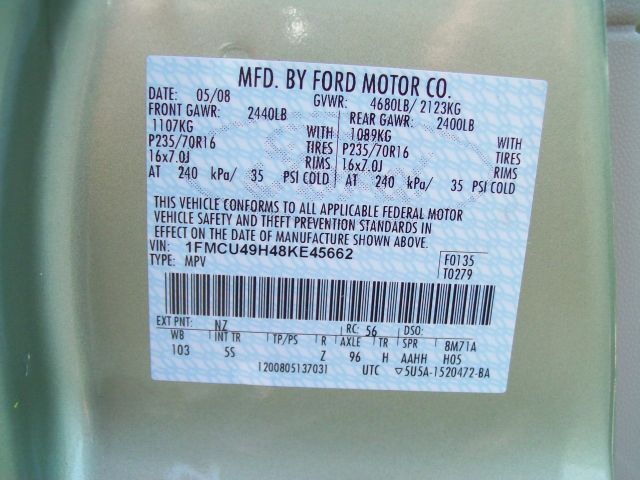 MFD. BY FORD MOTOR CO.
DATE: 05/08 GVWR: 4680LB/ 2123KG
FRONT GAWR: 2440LB REAR GAWR: 2400LB
1107KG WITH 1089KG WITH
P235/70R16 TIRES P235/70R16 TIRES
16x7.0J RIMS 16x7.0J RIMS
AT 240 kPa/ 35 PSI COLD AT 240 kPa/ 35 PSI COLD
THIS VEHICLE CONFORMS TO ALL APPLICABLE FEDERAL MOTOR
VEHICLE SAFETY AND THEFT PREVENTION STANDARDS IN
EFFECT ON THE DATE OF MANUFACTURE SHOWN ABOVE.
VIN: 1FMCU49H48KE45662 F0135
TYPE: MPV T0279
EXT PNT: NZ RC: 56 DSO:
WB INT TR TP/PS R AXLE TR SPR BM71A
103 5S Z 96 H AAHH H05
1200805137031 UTC ▽5U5A-1520472-BA